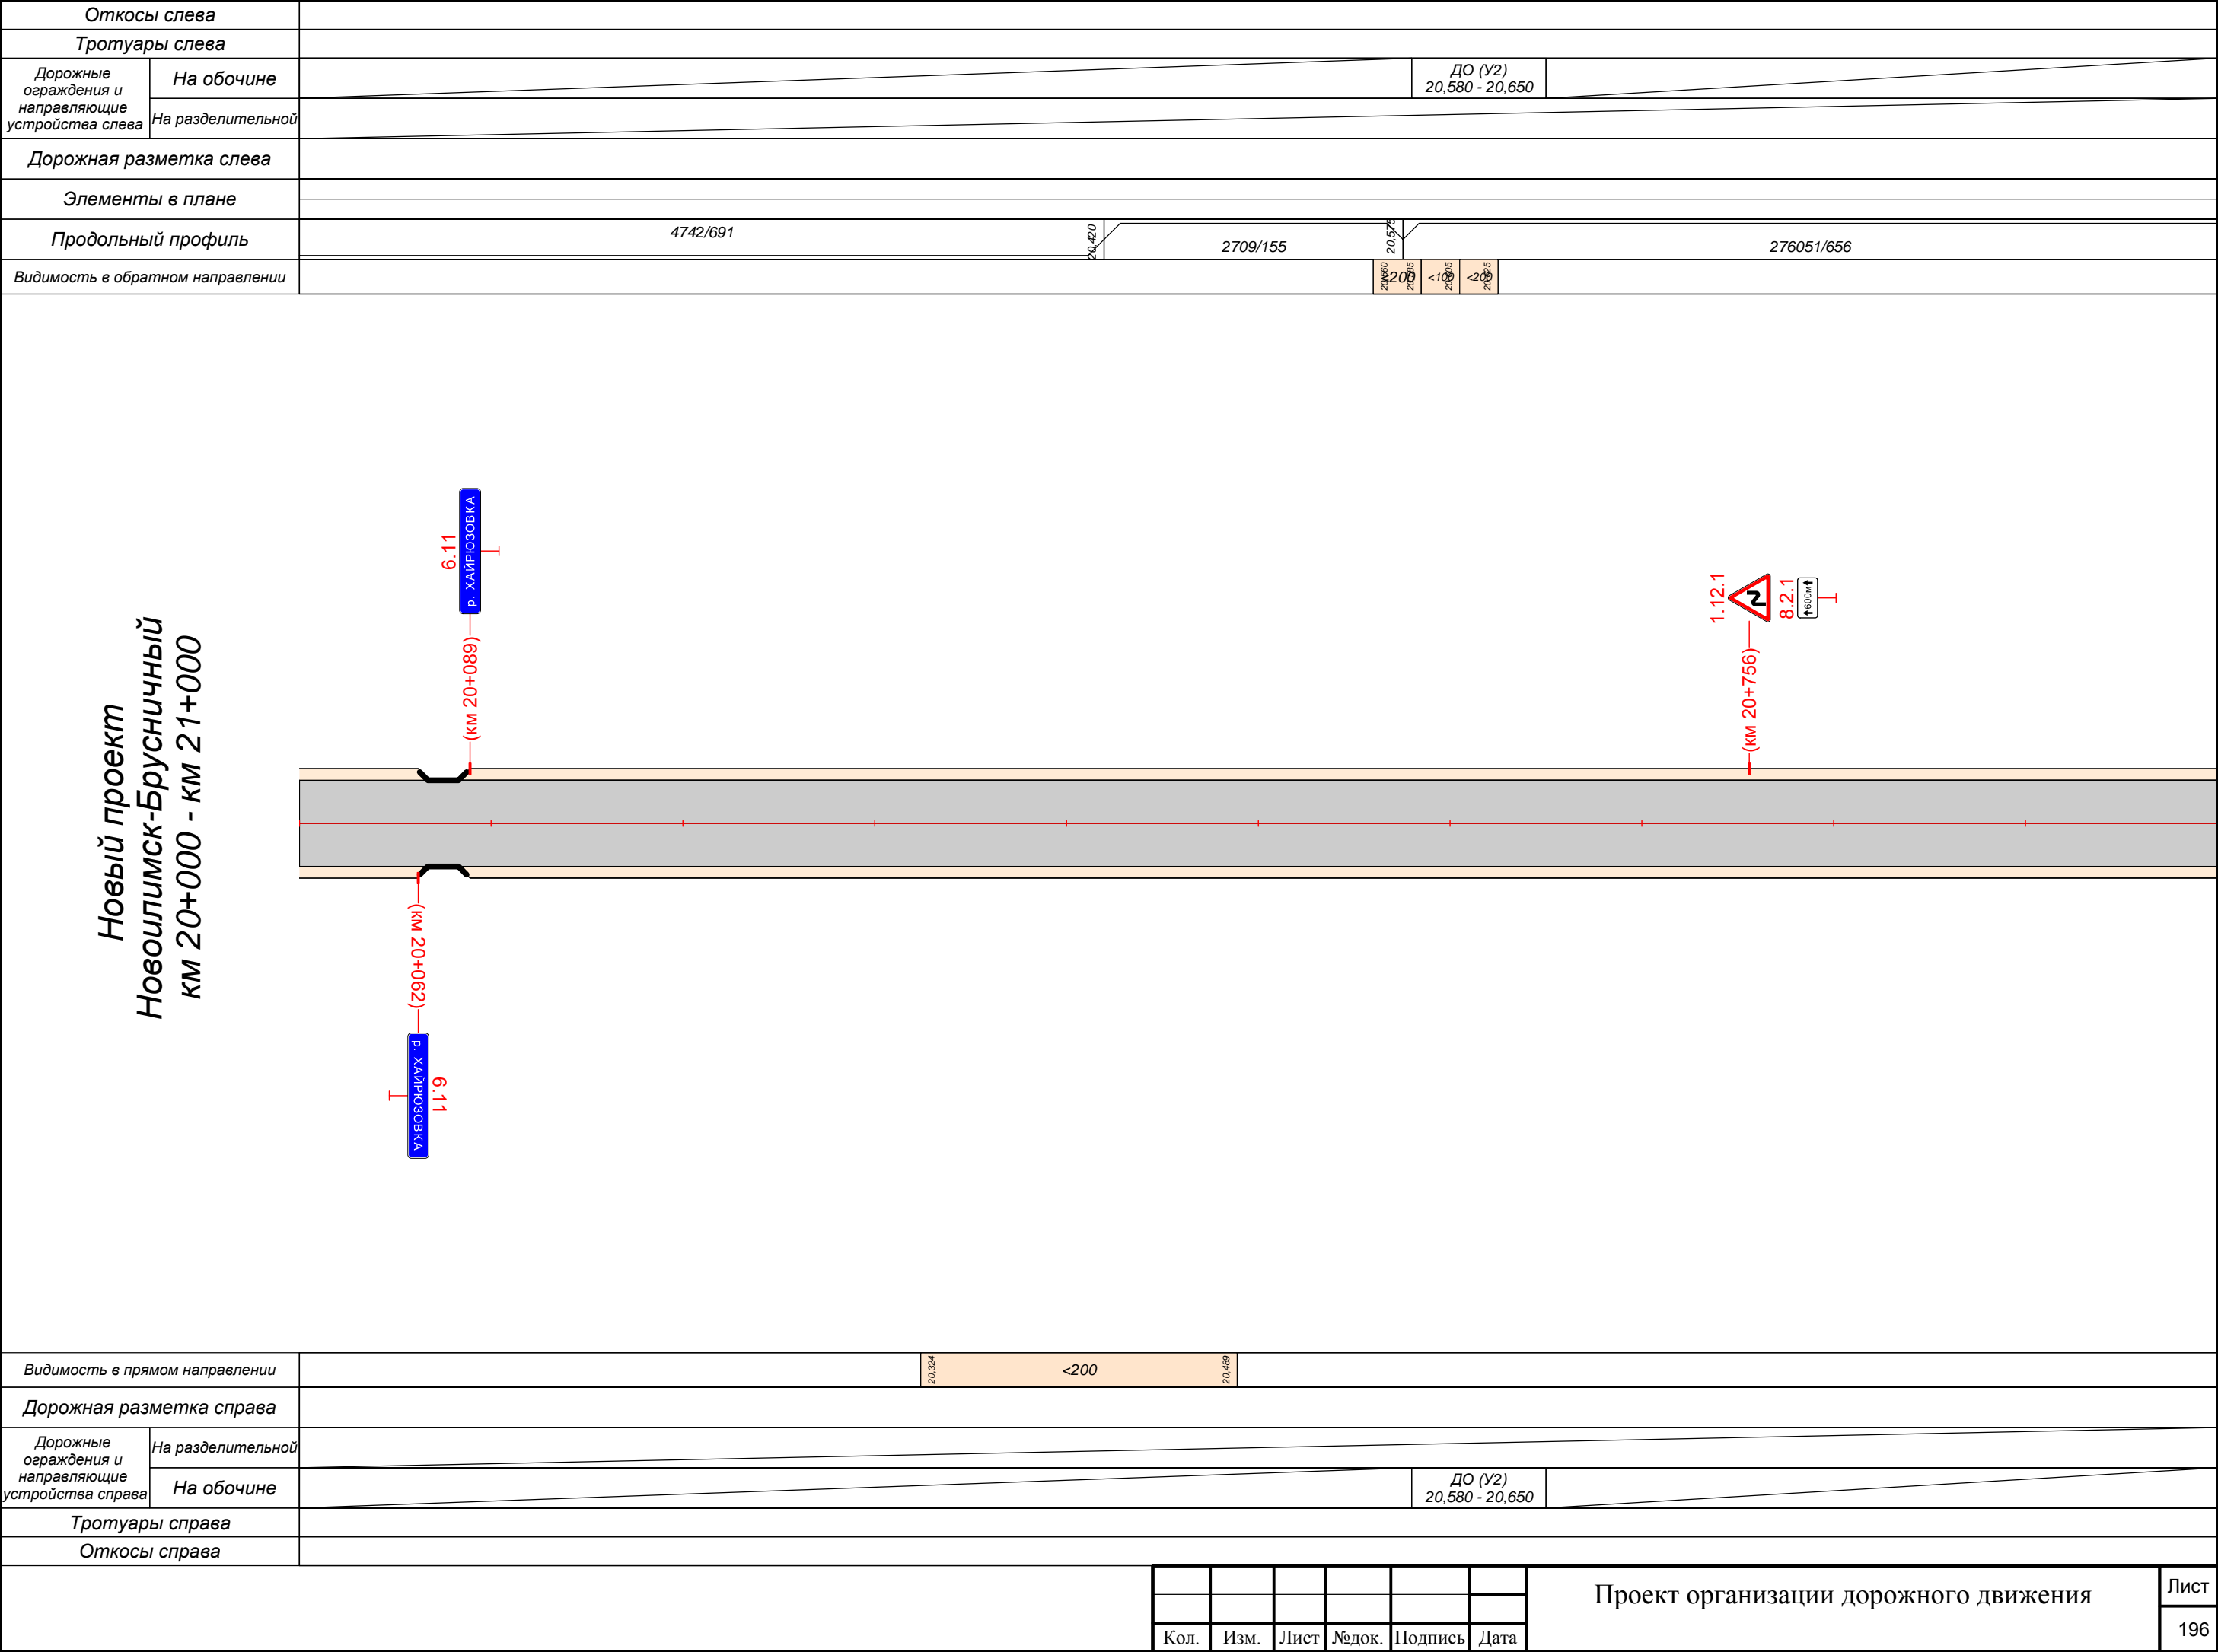 Откосы слева
Тротуары слева
Дорожные
ограждения и
направляющие
устройства слева
На обочине
ДО (У2)
20,580 - 20,650
На разделительной
Дорожная разметка слева
Элементы в плане
Продольный профиль
4742/691
20,420
2709/155
20,575
276051/656
Видимость в обратном направлении
<200
<100
<200
Новый проект
Новоилимск-Брусничный
км 20+000 - км 21+000
6.11
р. ХАЙРЮЗОВКА
(км 20+089)
1.12.1
8.2.1
600м
(км 20+756)
(км 20+062)
р. ХАЙРЮЗОВКА
6.11
Видимость в прямом направлении
20,324
<200
20,489
Дорожная разметка справа
Дорожные
ограждения и
направляющие
устройства справа
На разделительной
На обочине
ДО (У2)
20,580 - 20,650
Тротуары справа
Откосы справа
Кол.
Изм.
Лист
№док.
Подпись
Дата
Проект организации дорожного движения
Лист
196